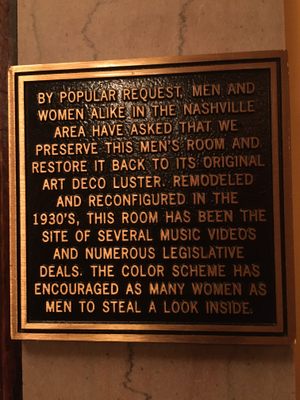 BY POPULAR REQUEST, MEN AND
WOMEN ALIKE IN THE NASHVILLE
AREA HAVE ASKED THAT WE
PRESERVE THIS MEN'S ROOM AND
RESTORE IT BACK TO ITS ORIGINAL
ART DECO LUSTER. REMODELED
AND RECONFIGURED IN THE
1930'S, THIS ROOM HAS BEEN THE
SITE OF SEVERAL MUSIC VIDEOS
AND NUMEROUS LEGISLATIVE
DEALS. THE COLOR SCHEME HAS
ENCOURAGED AS MANY WOMEN AS
MEN TO STEAL A LOOK INSIDE.